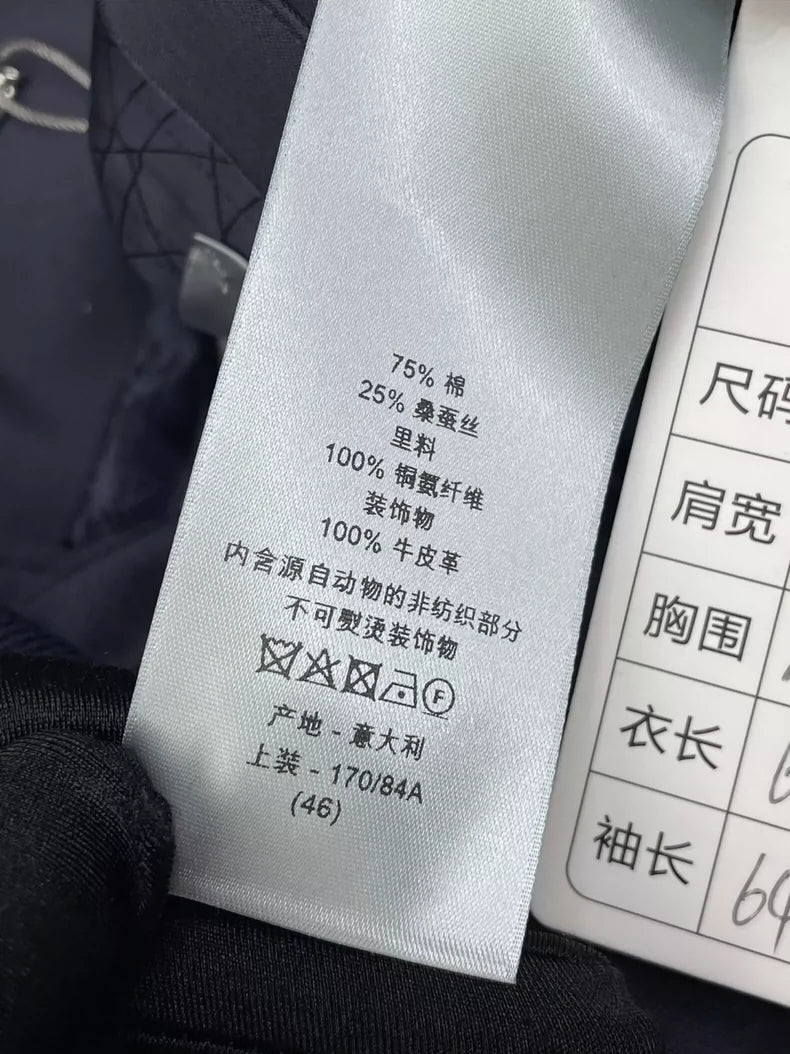 75% 棉
25% 桑蚕丝
里料
100% 铜氨纤维
装饰物
100% 牛皮革
内含源自动物的非纺织部分
不可熨烫装饰物
F
产地 - 意大利
上装 - 170/84A
(46)
尺码
肩宽
胸围
衣长
袖长